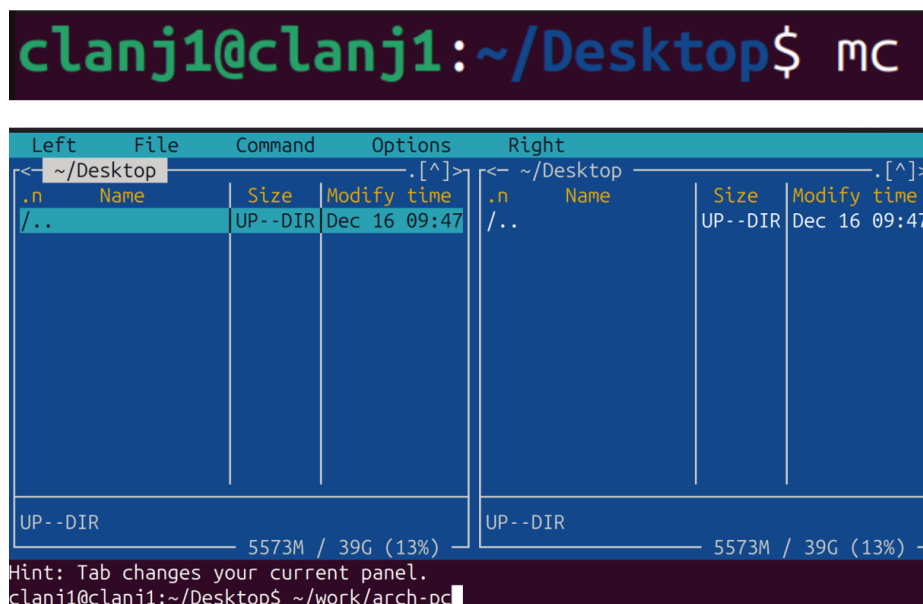 clanj1@clanj1:~/Desktop$ mc
Left File Command Options Right
<─ ~/Desktop .[^]> <─ ~/Desktop .[^]>
.n Name Size Modify time .n Name Size Modify time
/.. UP--DIR Dec 16 09:47 /.. UP--DIR Dec 16 09:47
UP--DIR UP--DIR
5573M / 39G (13%) 5573M / 39G (13%)
Hint: Tab changes your current panel.
clanj1@clanj1:~/Desktop$ ~/work/arch-pc